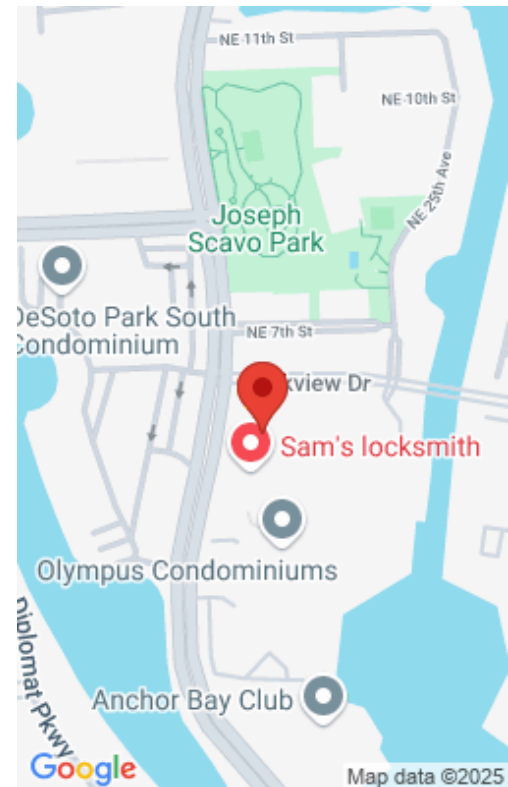 NE 11th St
NE 10th St
NE 25th Ave
Joseph
Scavo Park
DeSoto Park South
Condominium
NE 7th St
kview Dr
Sam's locksmith
Olympus Condominiums
Diplomat Pkwy
Anchor Bay Club
Google
Map data ©2025